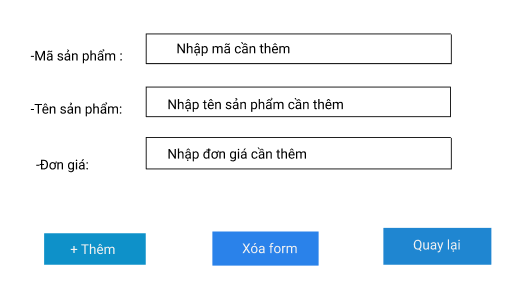 -Mã sản phẩm : Nhập mã cần thêm
-Tên sản phẩm: Nhập tên sản phẩm cần thêm
-Đơn giá: Nhập đơn giá cần thêm
+ Thêm Xóa form Quay lại